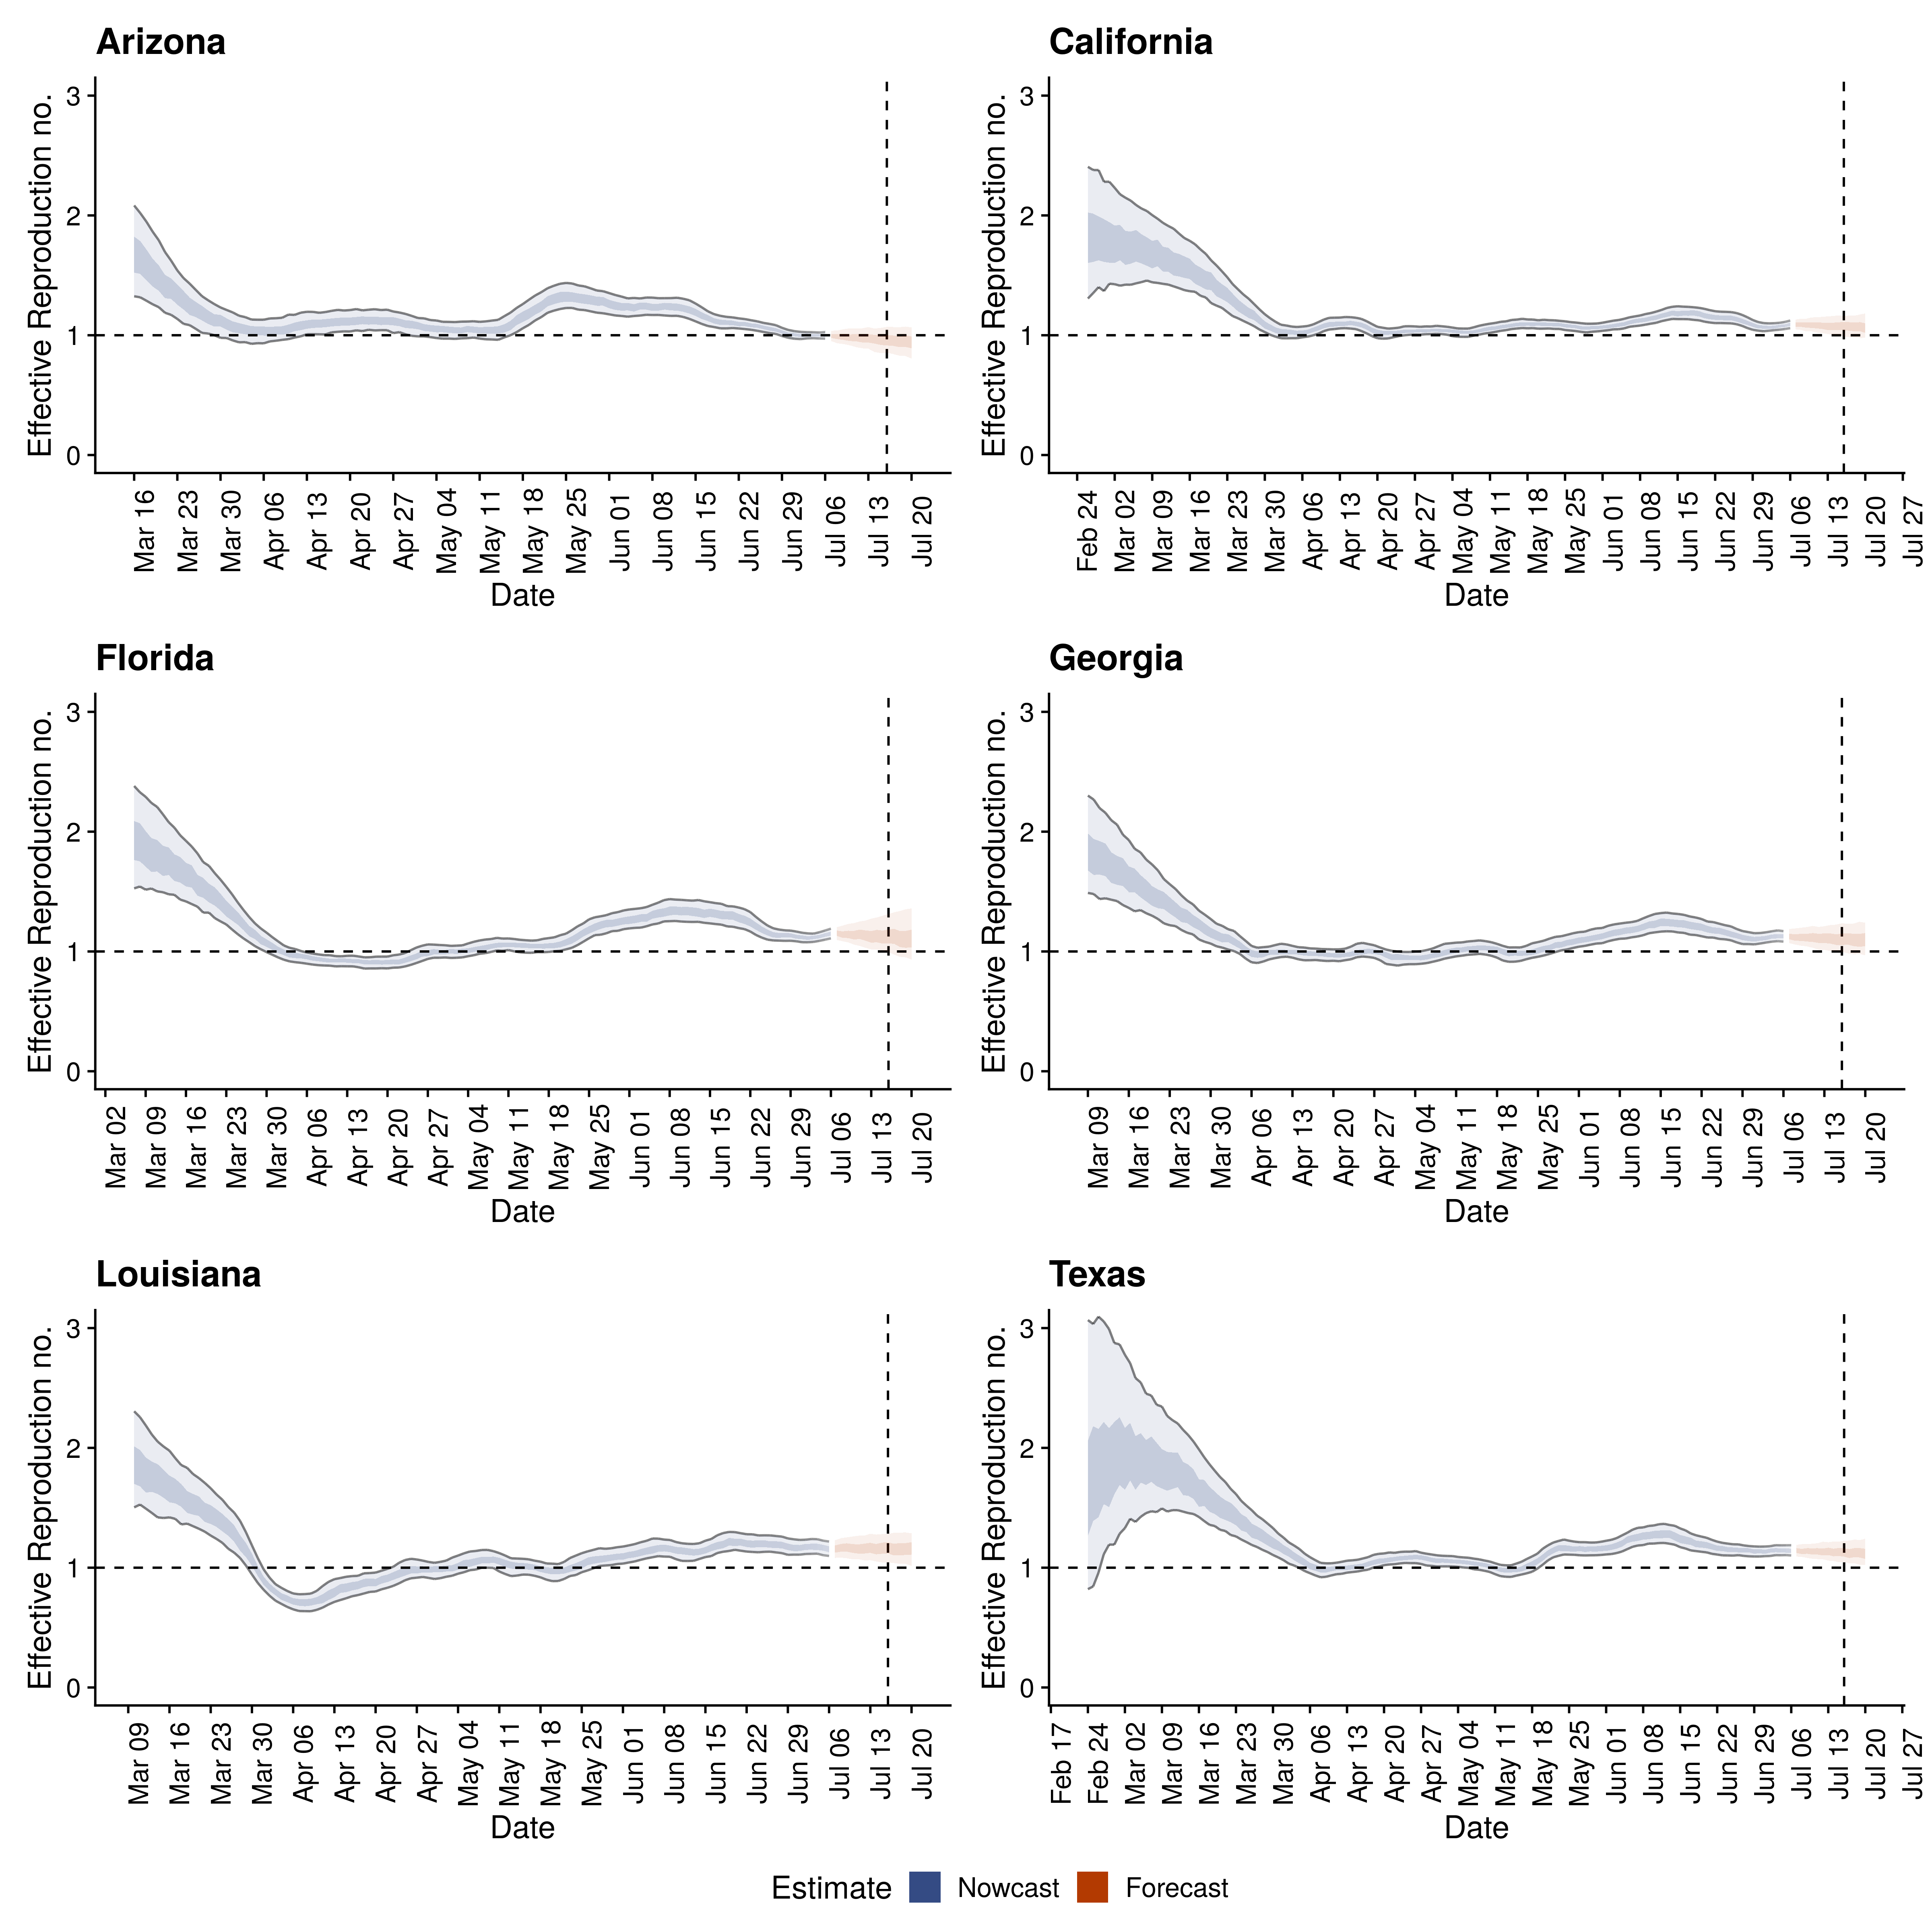 Arizona
Effective Reproduction no.
3
2
1
0
Mar 16
Mar 23
Mar 30
Apr 06
Apr 13
Apr 20
Apr 27
May 04
May 11
May 18
May 25
Jun 01
Jun 08
Jun 15
Jun 22
Jun 29
Jul 06
Jul 13
Jul 20
Date
California
Effective Reproduction no.
3
2
1
0
Feb 24
Mar 02
Mar 09
Mar 16
Mar 23
Mar 30
Apr 06
Apr 13
Apr 20
Apr 27
May 04
May 11
May 18
May 25
Jun 01
Jun 08
Jun 15
Jun 22
Jun 29
Jul 06
Jul 13
Jul 20
Jul 27
Date
Florida
Effective Reproduction no.
3
2
1
0
Mar 02
Mar 09
Mar 16
Mar 23
Mar 30
Apr 06
Apr 13
Apr 20
Apr 27
May 04
May 11
May 18
May 25
Jun 01
Jun 08
Jun 15
Jun 22
Jun 29
Jul 06
Jul 13
Jul 20
Date
Georgia
Effective Reproduction no.
3
2
1
0
Mar 09
Mar 16
Mar 23
Mar 30
Apr 06
Apr 13
Apr 20
Apr 27
May 04
May 11
May 18
May 25
Jun 01
Jun 08
Jun 15
Jun 22
Jun 29
Jul 06
Jul 13
Jul 20
Date
Louisiana
Effective Reproduction no.
3
2
1
0
Mar 09
Mar 16
Mar 23
Mar 30
Apr 06
Apr 13
Apr 20
Apr 27
May 04
May 11
May 18
May 25
Jun 01
Jun 08
Jun 15
Jun 22
Jun 29
Jul 06
Jul 13
Jul 20
Date
Texas
Effective Reproduction no.
3
2
1
0
Feb 17
Feb 24
Mar 02
Mar 09
Mar 16
Mar 23
Mar 30
Apr 06
Apr 13
Apr 20
Apr 27
May 04
May 11
May 18
May 25
Jun 01
Jun 08
Jun 15
Jun 22
Jun 29
Jul 06
Jul 13
Jul 20
Jul 27
Date
Estimate Nowcast Forecast